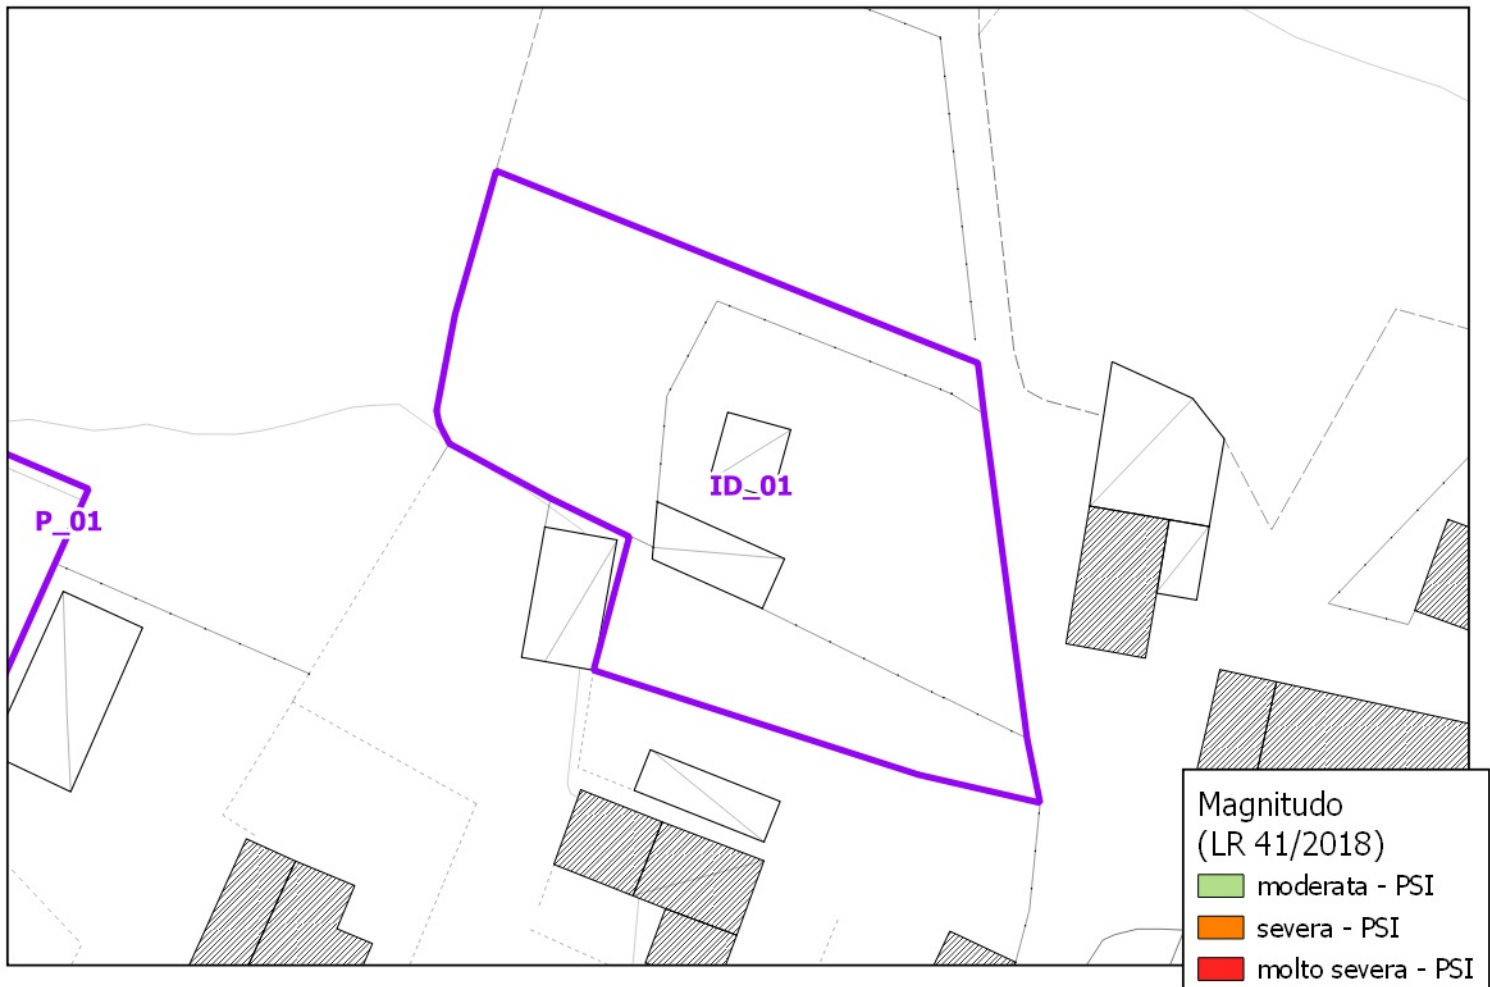 ID_01
P_01
Magnitudo
(LR 41/2018)
moderata - PSI
severa - PSI
molto severa - PSI